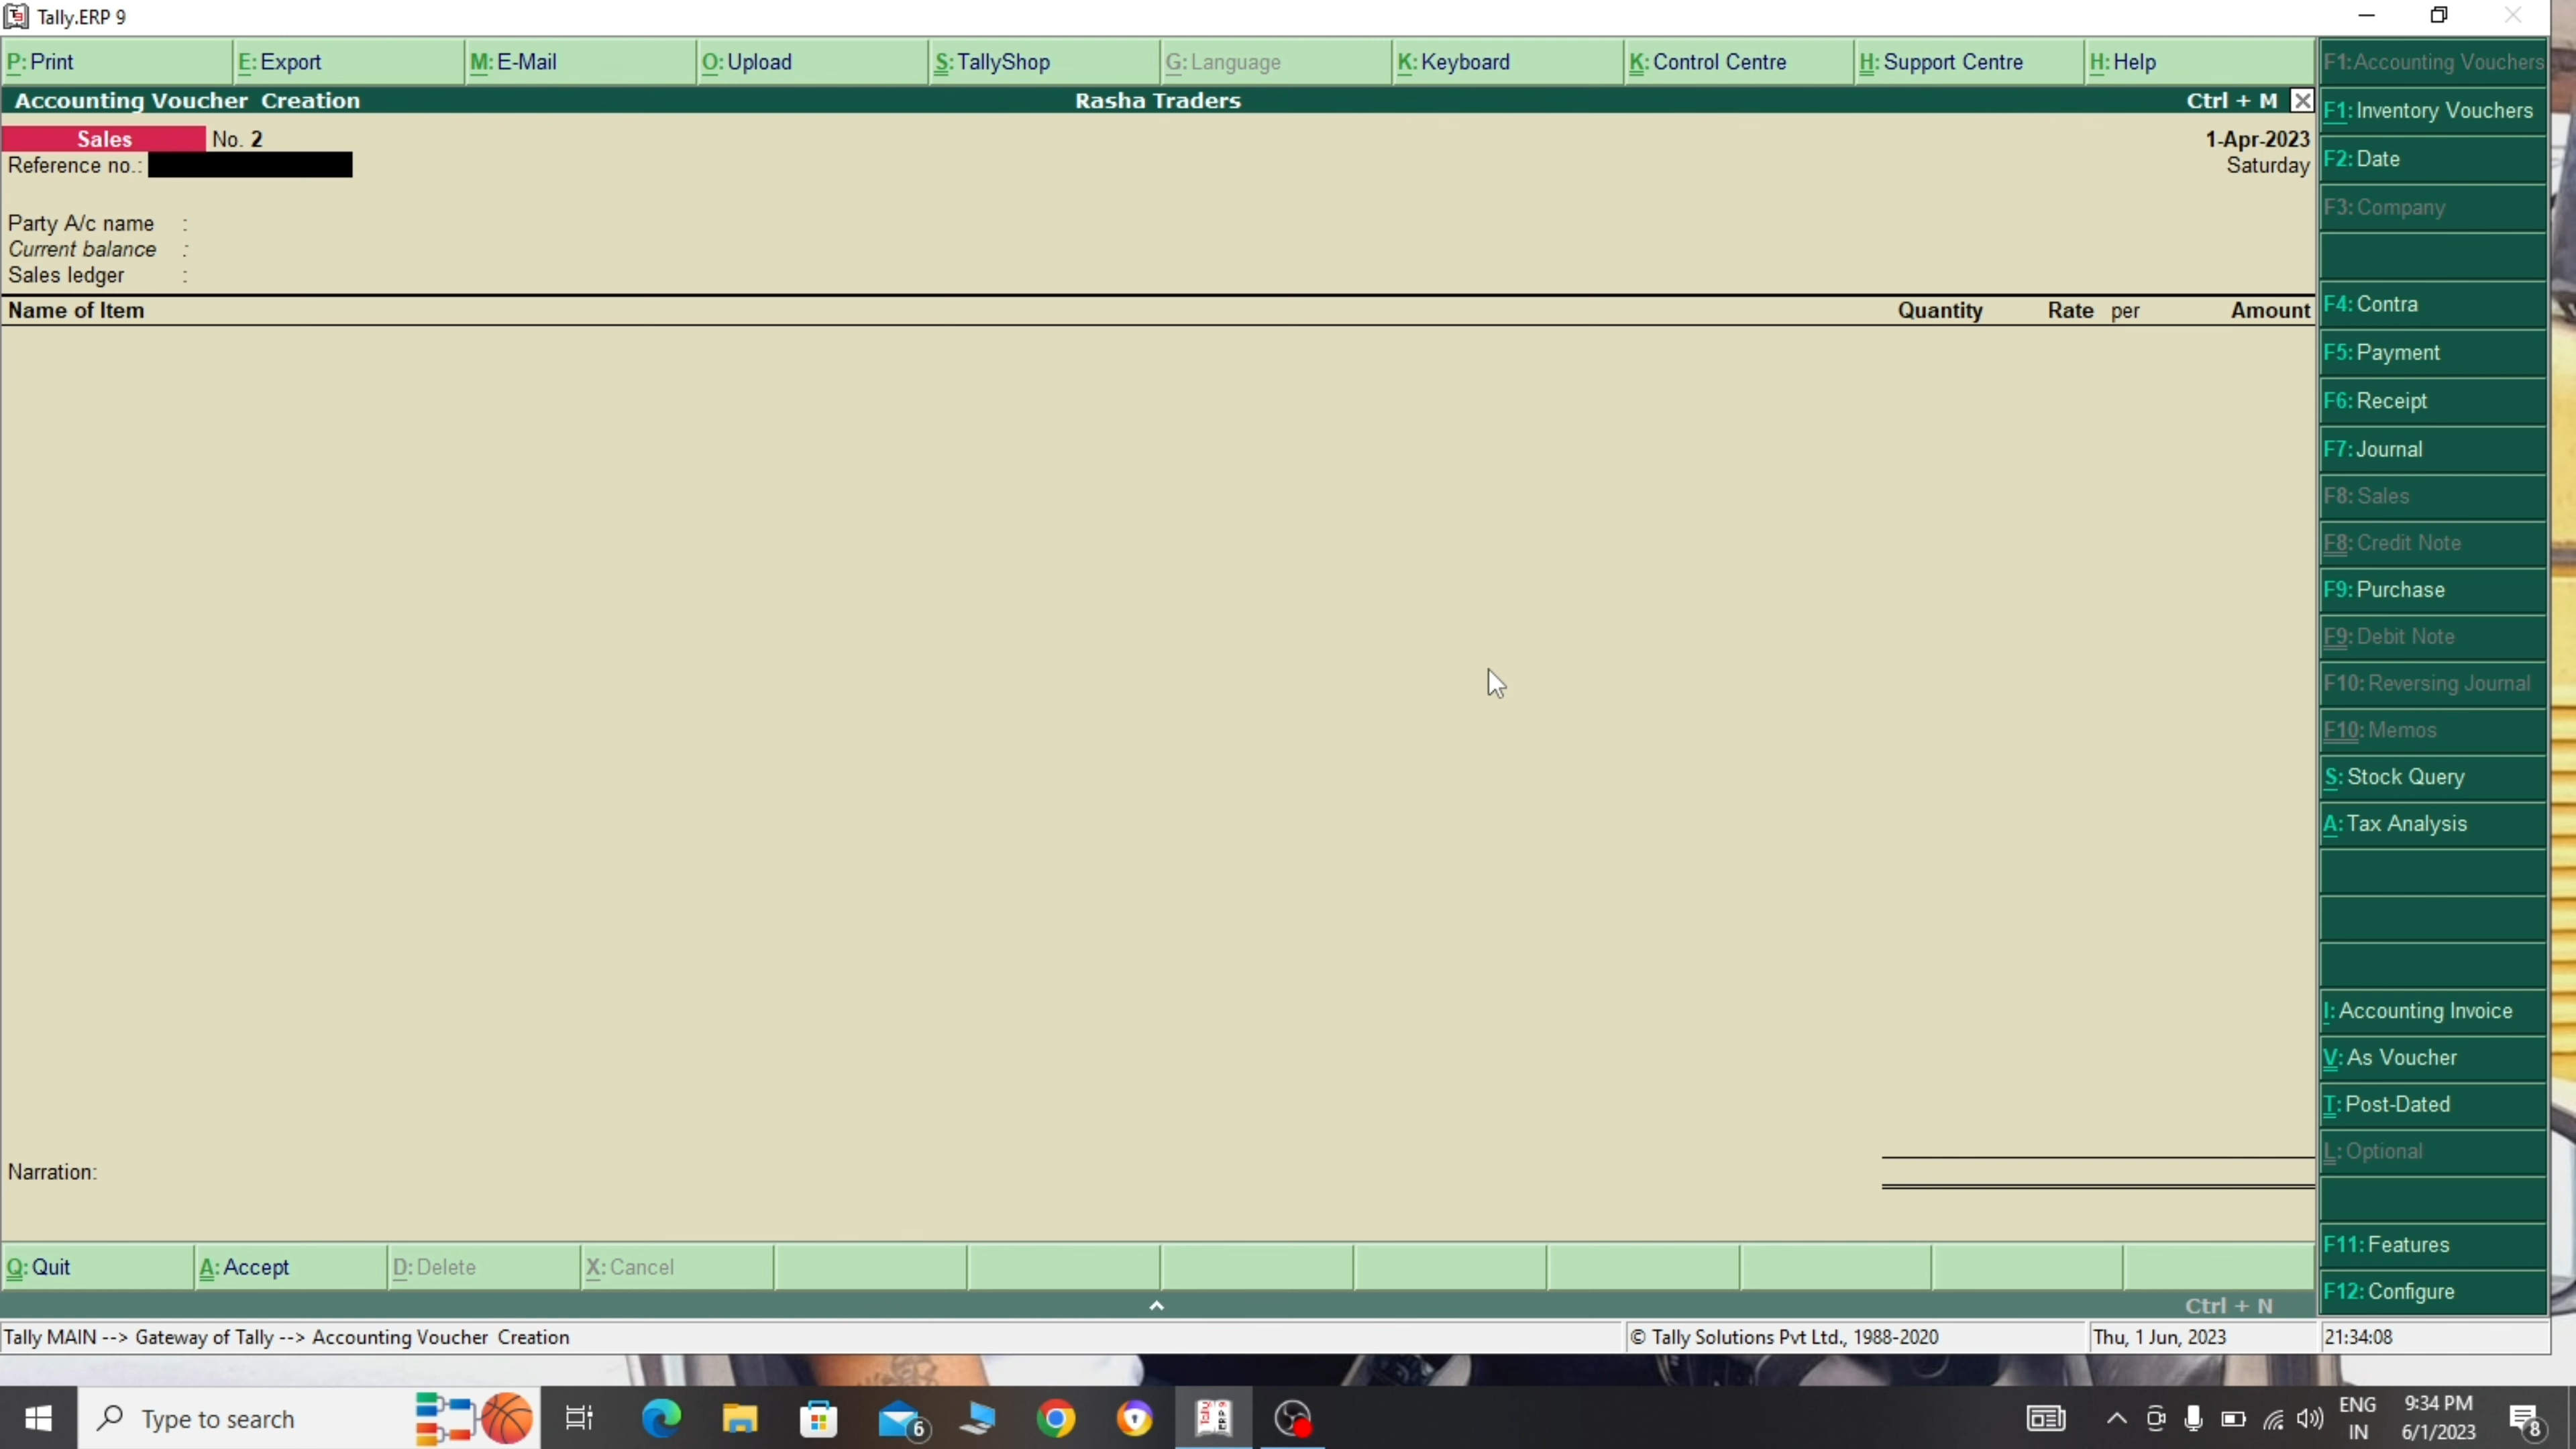 Tally.ERP 9
P: Print
E: Export
M: E-Mail
O: Upload
S: TallyShop
G: Language
K: Keyboard
K: Control Centre
H: Support Centre
H: Help
Accounting Voucher Creation
Rasha Traders
Ctrl + M
Sales
No. 2
1-Apr-2023
Reference no.:
Saturday
Party A/c name :
Current balance :
Sales ledger :
Name of Item
Quantity
Rate per
Amount
Narration:
F1: Accounting Vouchers
F1: Inventory Vouchers
F2: Date
F3: Company
F4: Contra
F5: Payment
F6: Receipt
F7: Journal
F8: Sales
F8: Credit Note
F9: Purchase
F9: Debit Note
F10: Reversing Journal
F10: Memos
S: Stock Query
A: Tax Analysis
I: Accounting Invoice
V: As Voucher
T: Post-Dated
L: Optional
F11: Features
F12: Configure
Q: Quit
A: Accept
D: Delete
X: Cancel
Ctrl + N
Tally MAIN --> Gateway of Tally --> Accounting Voucher Creation
© Tally Solutions Pvt Ltd., 1988-2020
Thu, 1 Jun, 2023
21:34:08
Type to search
6
Tally
ERP 9
ENG
IN
9:34 PM
6/1/2023
8